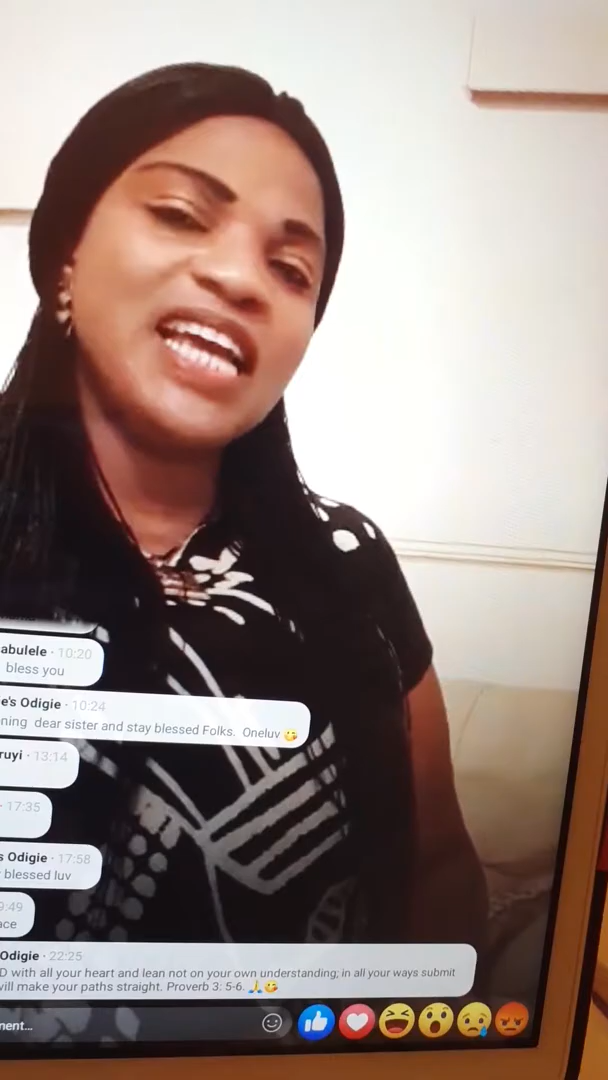 abulele · 10:20
bless you
e's Odigie · 10:24
ning dear sister and stay blessed Folks. Oneluv 😋
ruyi · 13:14
· 17:35
s Odigie · 17:58
blessed luv
9:49
ace
Odigie · 22:25
D with all your heart and lean not on your own understanding; in all your ways submit
will make your paths straight. Proverb 3: 5-6. 🙏😋
ment...